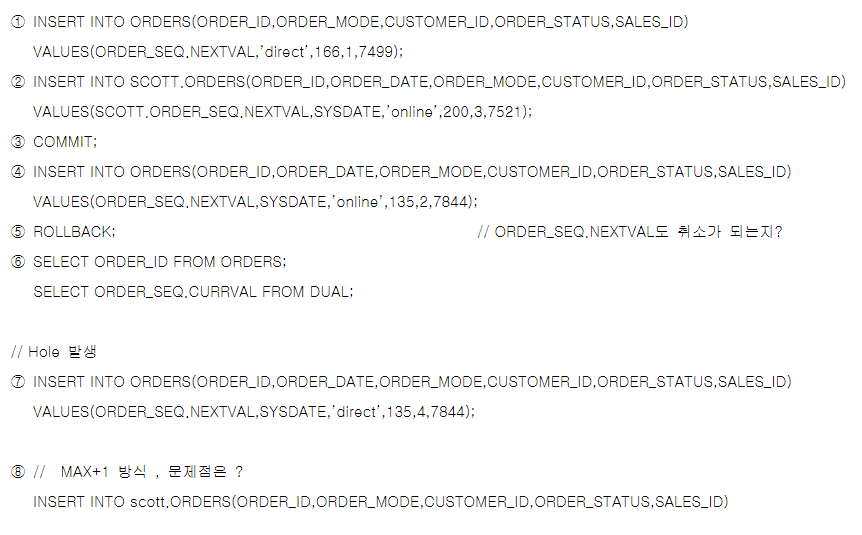 ① INSERT INTO ORDERS(ORDER_ID,ORDER_MODE,CUSTOMER_ID,ORDER_STATUS,SALES_ID)
VALUES(ORDER_SEQ.NEXTVAL,'direct',166,1,7499);
② INSERT INTO SCOTT.ORDERS(ORDER_ID,ORDER_DATE,ORDER_MODE,CUSTOMER_ID,ORDER_STATUS,SALES_ID)
VALUES(SCOTT.ORDER_SEQ.NEXTVAL,SYSDATE,'online',200,3,7521);
③ COMMIT;
④ INSERT INTO ORDERS(ORDER_ID,ORDER_DATE,ORDER_MODE,CUSTOMER_ID,ORDER_STATUS,SALES_ID)
VALUES(ORDER_SEQ.NEXTVAL,SYSDATE,'online',135,2,7844);
⑤ ROLLBACK; // ORDER_SEQ.NEXTVAL도 취소가 되는지?
⑥ SELECT ORDER_ID FROM ORDERS;
SELECT ORDER_SEQ.CURRVAL FROM DUAL;
// Hole 발생
⑦ INSERT INTO ORDERS(ORDER_ID,ORDER_DATE,ORDER_MODE,CUSTOMER_ID,ORDER_STATUS,SALES_ID)
VALUES(ORDER_SEQ.NEXTVAL,SYSDATE,'direct',135,4,7844);
⑧ // MAX+1 방식 , 문제점은 ?
INSERT INTO scott.ORDERS(ORDER_ID,ORDER_MODE,CUSTOMER_ID,ORDER_STATUS,SALES_ID)